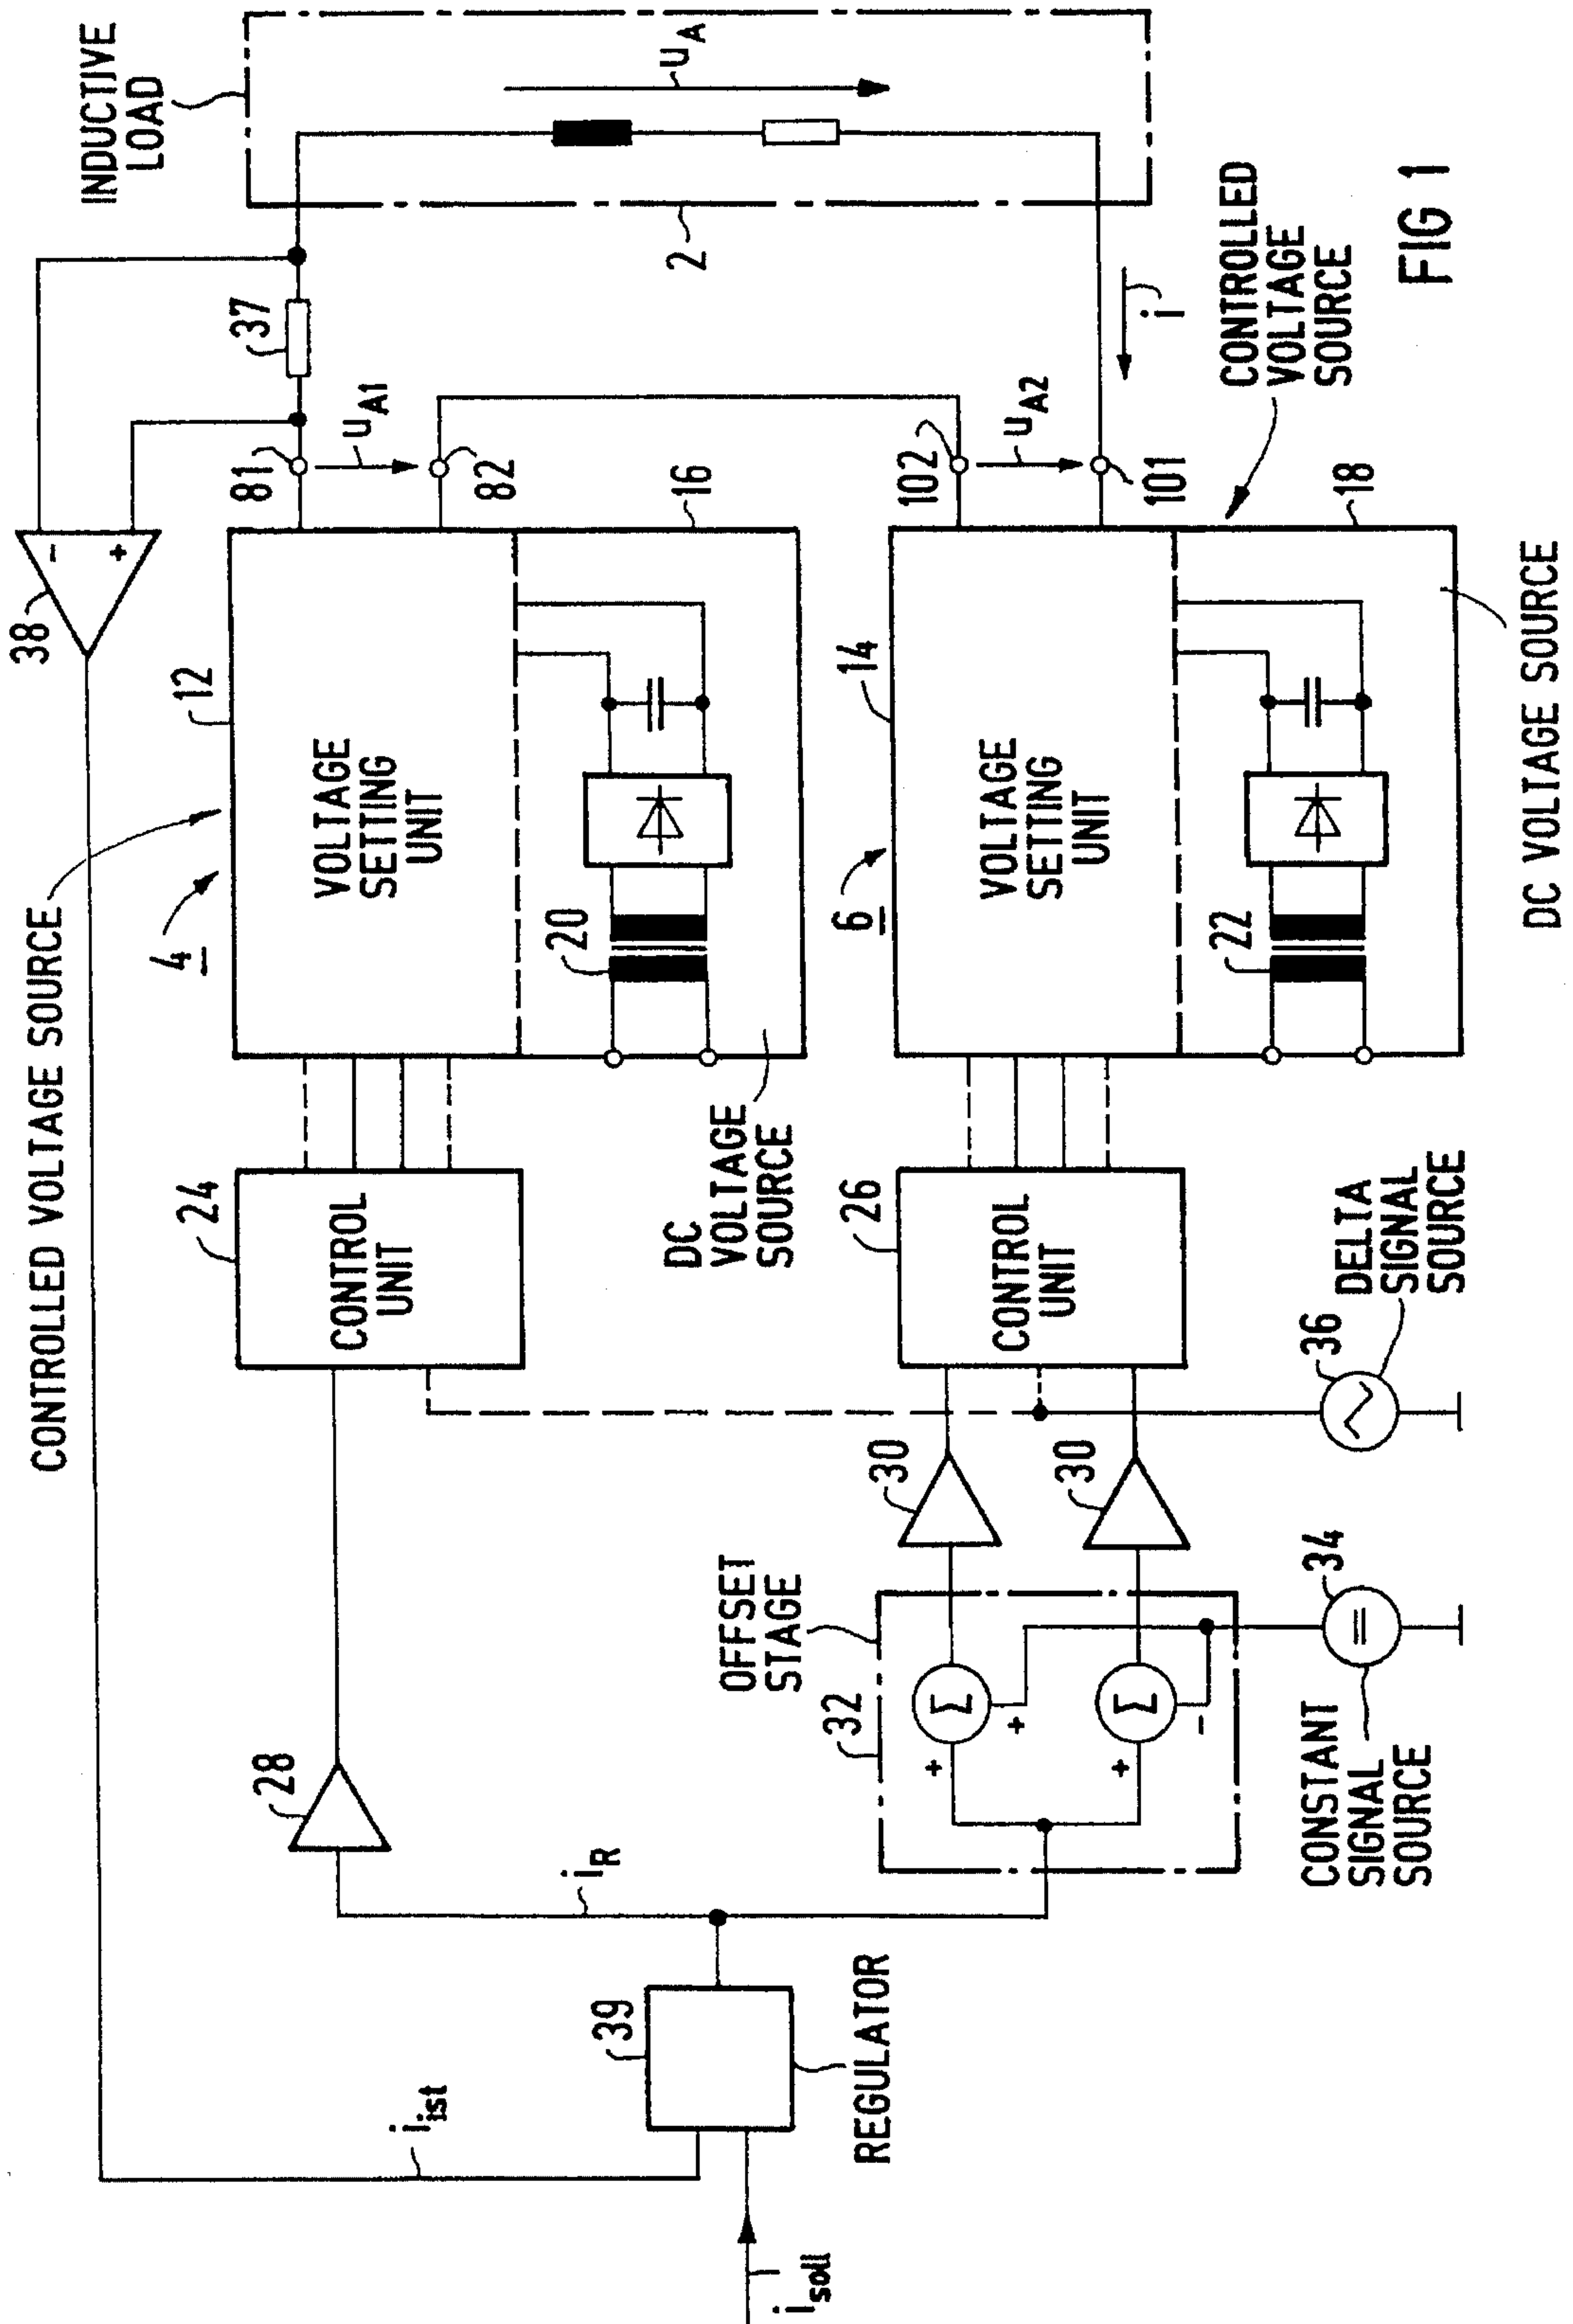 CONTROLLED VOLTAGE SOURCE
INDUCTIVE
LOAD
38
-
+
37
81
u_A1
82
u_A
2
i
12
4
VOLTAGE
SETTING
UNIT
16
20
DC
VOLTAGE
SOURCE
24
CONTROL
UNIT
28
i_R
i_ist
i_soll
39
REGULATOR
102
u_A2
101
CONTROLLED
VOLTAGE
SOURCE
14
6
VOLTAGE
SETTING
UNIT
18
22
DC VOLTAGE SOURCE
26
CONTROL
UNIT
30
30
OFFSET
STAGE
32
Σ
+
+
Σ
+
-
34
=
CONSTANT
SIGNAL
SOURCE
36
DELTA
SIGNAL
SOURCE
FIG 1